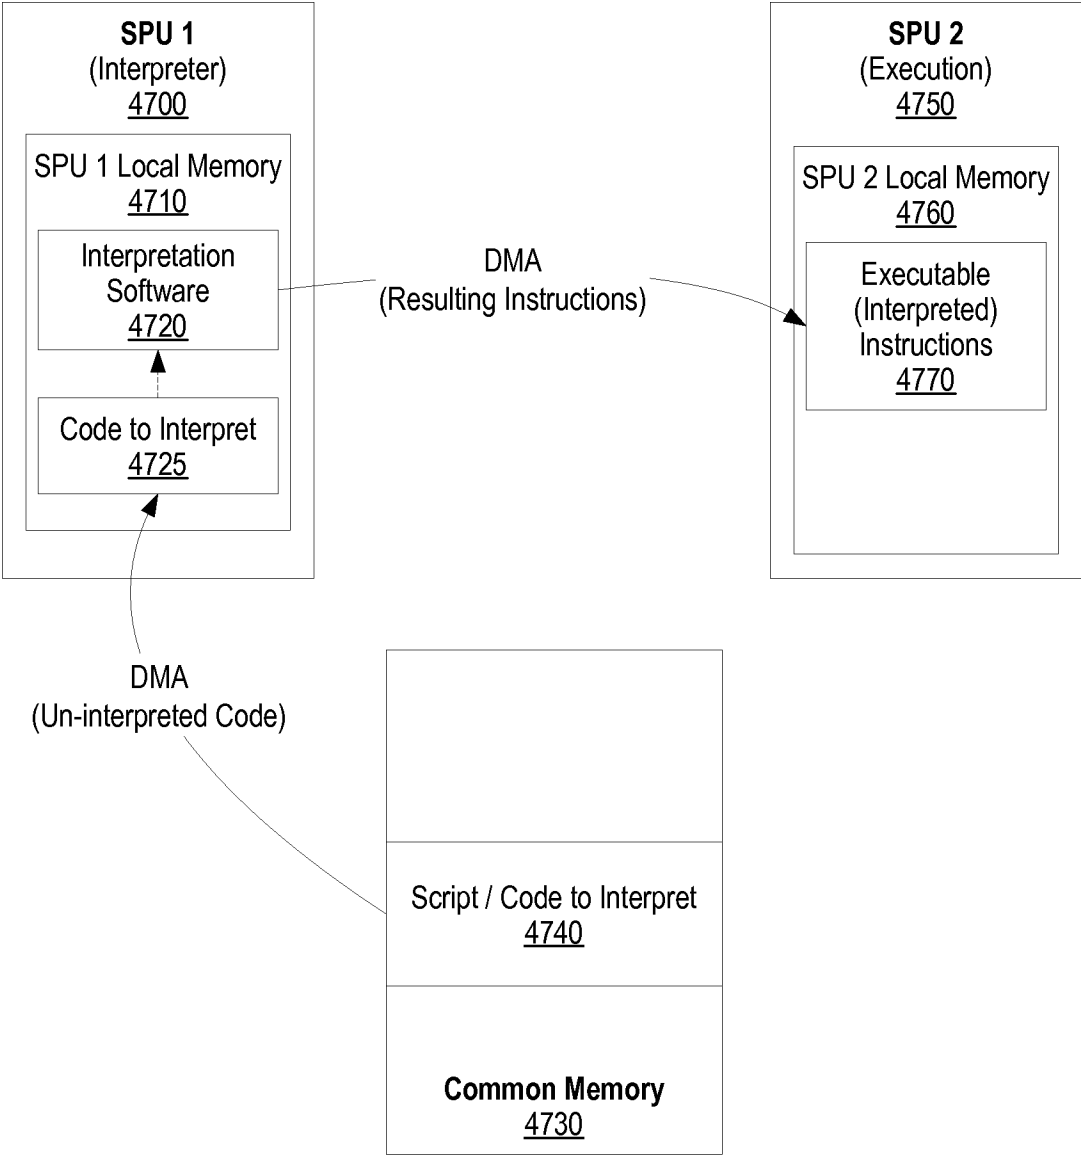 SPU 1
(Interpreter)
4700
SPU 1 Local Memory
4710
Interpretation
Software
4720
Code to Interpret
4725
DMA
(Resulting Instructions)
SPU 2
(Execution)
4750
SPU 2 Local Memory
4760
Executable
(Interpreted)
Instructions
4770
DMA
(Un-interpreted Code)
Script / Code to Interpret
4740
Common Memory
4730